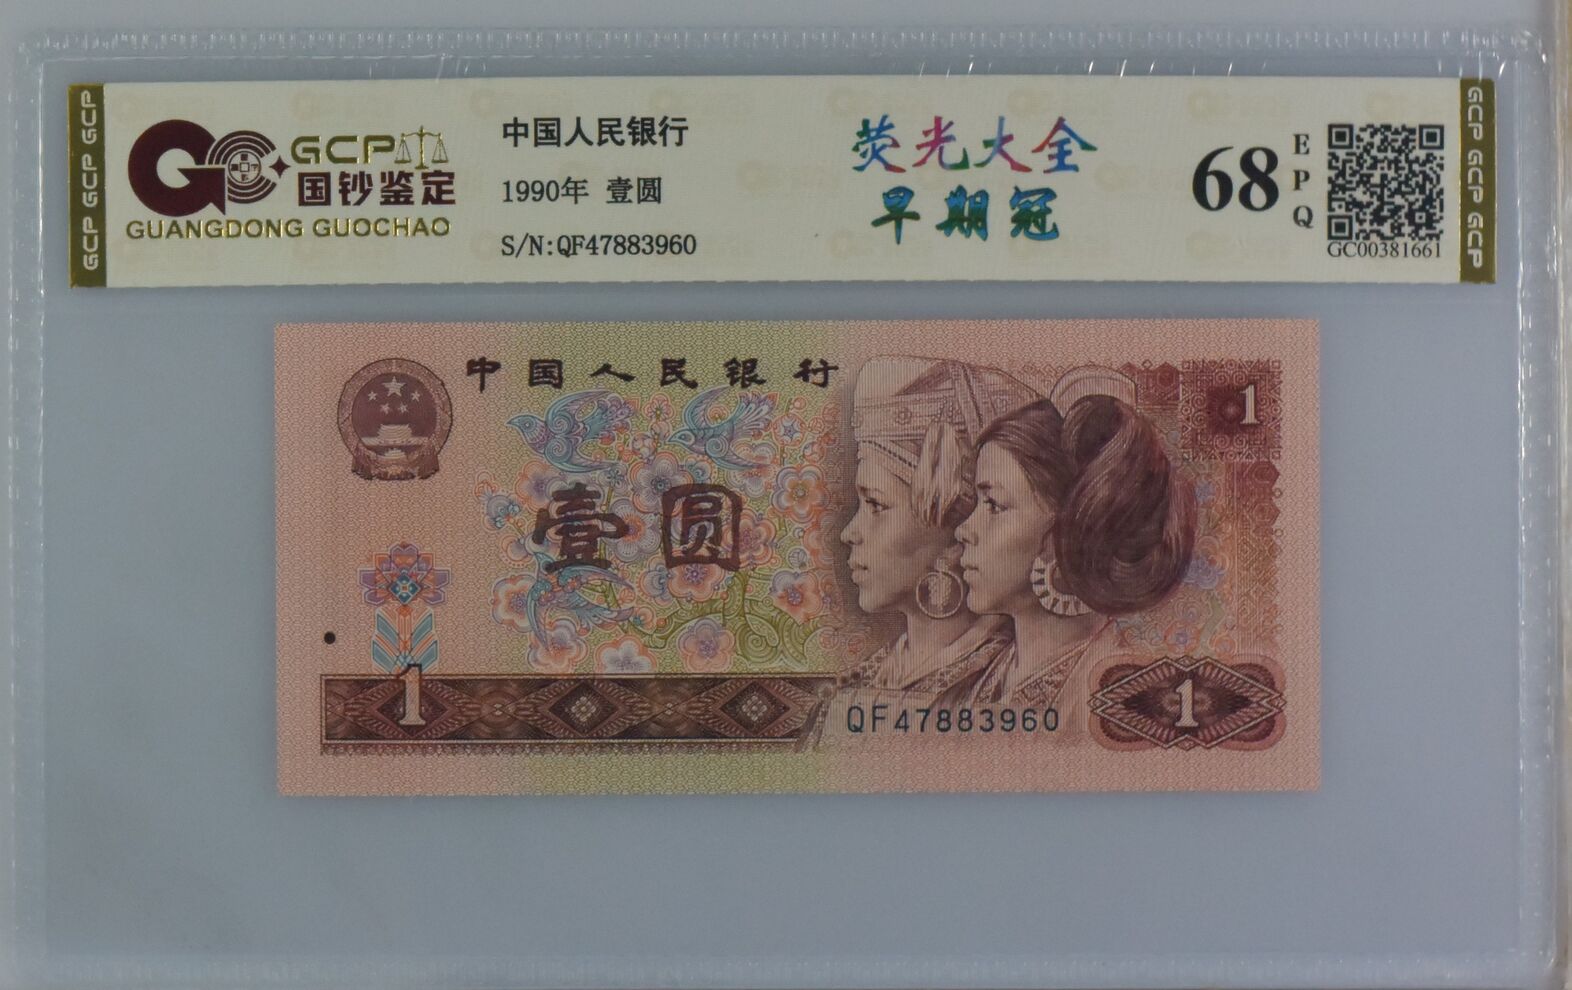 GCP GCP GCP
GCP
国钞鉴定
GUANGDONG GUOCHAO
中国人民银行
1990年 壹圆
S/N:QF47883960
荧光大全
早期冠
68
EPQ
GC00381661
GCP GCP GCP
中国人民银行
1
壹圆
1
QF47883960
1